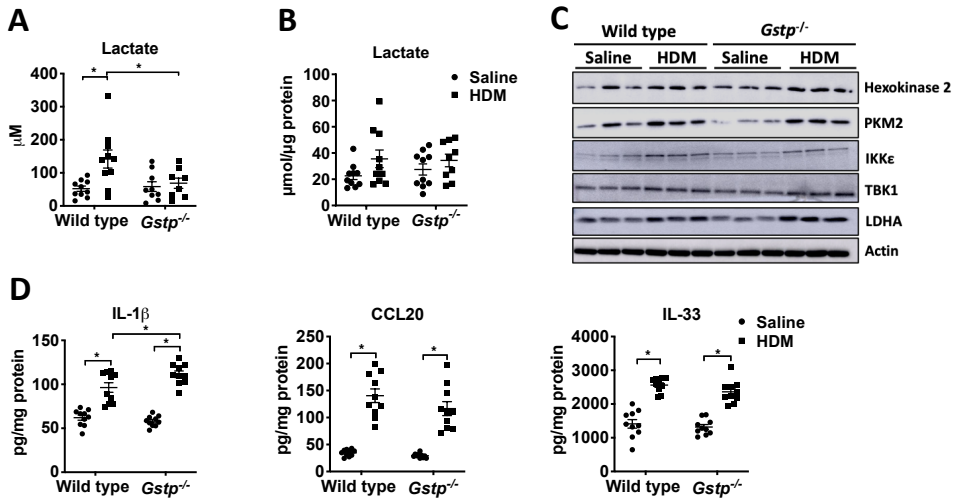 A
Lactate
*
*
400
300
200
100
0
μM
Wild type
Gstp-/-
B
Lactate
100
80
60
40
20
0
μmol/μg protein
Saline
HDM
Wild type
Gstp-/-
C
Wild type
Gstp-/-
Saline
HDM
Saline
HDM
Hexokinase 2
PKM2
IKKε
TBK1
LDHA
Actin
D
IL-1β
*
*
*
150
100
50
0
pg/mg protein
Wild type
Gstp-/-
CCL20
*
*
250
200
150
100
50
0
pg/mg protein
Wild type
Gstp-/-
IL-33
*
*
4000
3000
2000
1000
0
pg/mg protein
Saline
HDM
Wild type
Gstp-/-